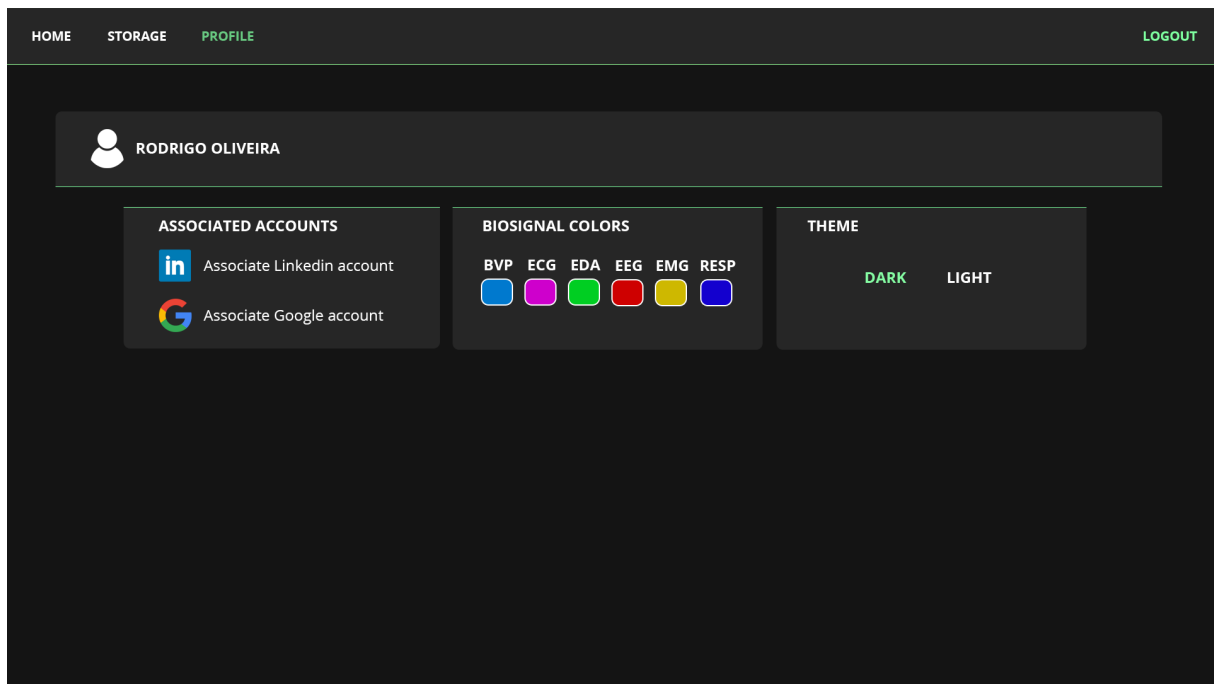 HOME STORAGE PROFILE LOGOUT
RODRIGO OLIVEIRA
ASSOCIATED ACCOUNTS
in Associate Linkedin account
Associate Google account
BIOSIGNAL COLORS
BVP ECG EDA EEG EMG RESP
THEME
DARK LIGHT